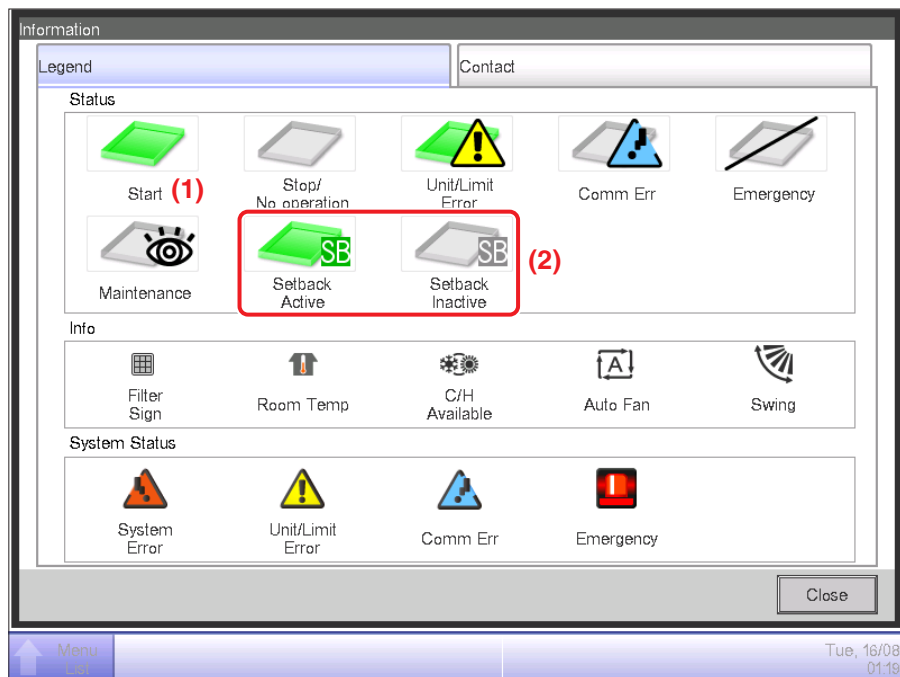 Information
Legend
Contact
Status
Start (1)
Stop/
No operation
Unit/Limit
Error
Comm Err
Emergency
Maintenance
SB
Setback
Active
SB
Setback
Inactive
(2)
Info
Filter
Sign
Room Temp
C/H
Available
A
Auto Fan
Swing
System Status
System
Error
Unit/Limit
Error
Comm Err
Emergency
Close
Menu
List
Tue, 16/08
01:19